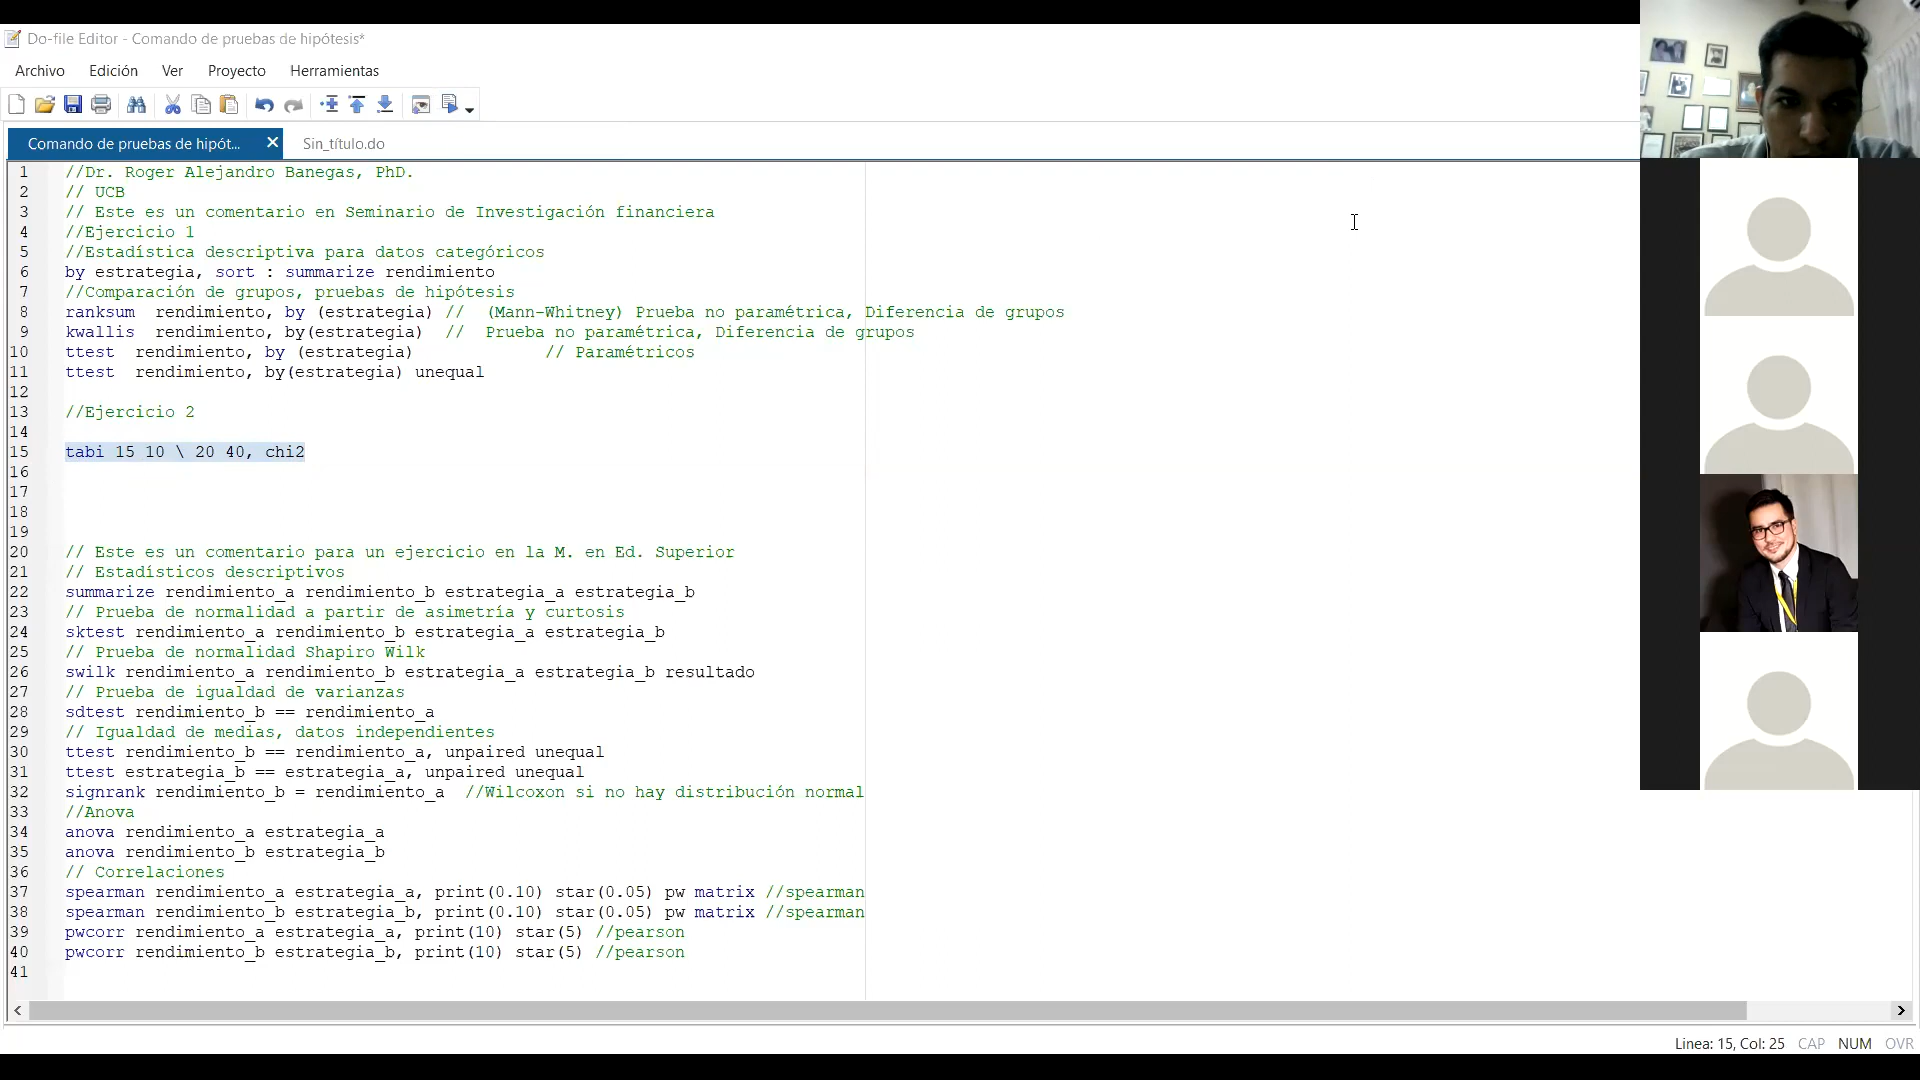 Do-file Editor - Comando de pruebas de hipótesis*
Archivo Edición Ver Proyecto Herramientas
Comando de pruebas de hipót... Sin_título.do
1 //Dr. Roger Alejandro Banegas, PhD.
2 // UCB
3 // Este es un comentario en Seminario de Investigación financiera
4 //Ejercicio 1
5 //Estadística descriptiva para datos categóricos
6 by estrategia, sort : summarize rendimiento
7 //Comparación de grupos, pruebas de hipótesis
8 ranksum  rendimiento, by (estrategia) //  (Mann-Whitney) Prueba no paramétrica, Diferencia de grupos
9 kwallis  rendimiento, by(estrategia)  //  Prueba no paramétrica, Diferencia de grupos
10 ttest  rendimiento, by (estrategia)             // Paramétricos
11 ttest  rendimiento, by(estrategia) unequal
12
13 //Ejercicio 2
14
15 tabi 15 10 \ 20 40, chi2
16
17
18
19
20 // Este es un comentario para un ejercicio en la M. en Ed. Superior
21 // Estadísticos descriptivos
22 summarize rendimiento_a rendimiento_b estrategia_a estrategia_b
23 // Prueba de normalidad a partir de asimetría y curtosis
24 sktest rendimiento_a rendimiento_b estrategia_a estrategia_b
25 // Prueba de normalidad Shapiro Wilk
26 swilk rendimiento_a rendimiento_b estrategia_a estrategia_b resultado
27 // Prueba de igualdad de varianzas
28 sdtest rendimiento_b == rendimiento_a
29 // Igualdad de medias, datos independientes
30 ttest rendimiento_b == rendimiento_a, unpaired unequal
31 ttest estrategia_b == estrategia_a, unpaired unequal
32 signrank rendimiento_b = rendimiento_a  //Wilcoxon si no hay distribución normal
33 //Anova
34 anova rendimiento_a estrategia_a
35 anova rendimiento_b estrategia_b
36 // Correlaciones
37 spearman rendimiento_a estrategia_a, print(0.10) star(0.05) pw matrix //spearman
38 spearman rendimiento_b estrategia_b, print(0.10) star(0.05) pw matrix //spearman
39 pwcorr rendimiento_a estrategia_a, print(10) star(5) //pearson
40 pwcorr rendimiento_b estrategia_b, print(10) star(5) //pearson
41
Linea: 15, Col: 25 CAP NUM OVR